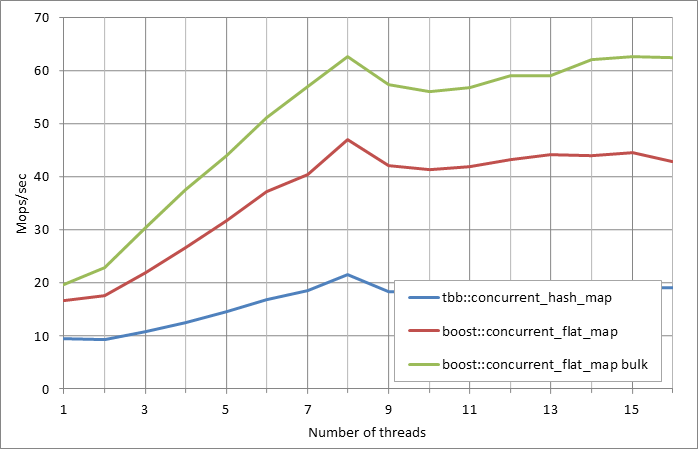 70
60
50
40
30
20
10
0
Mops/sec
tbb::concurrent_hash_map
boost::concurrent_flat_map
boost::concurrent_flat_map bulk
1 3 5 7 9 11 13 15
Number of threads